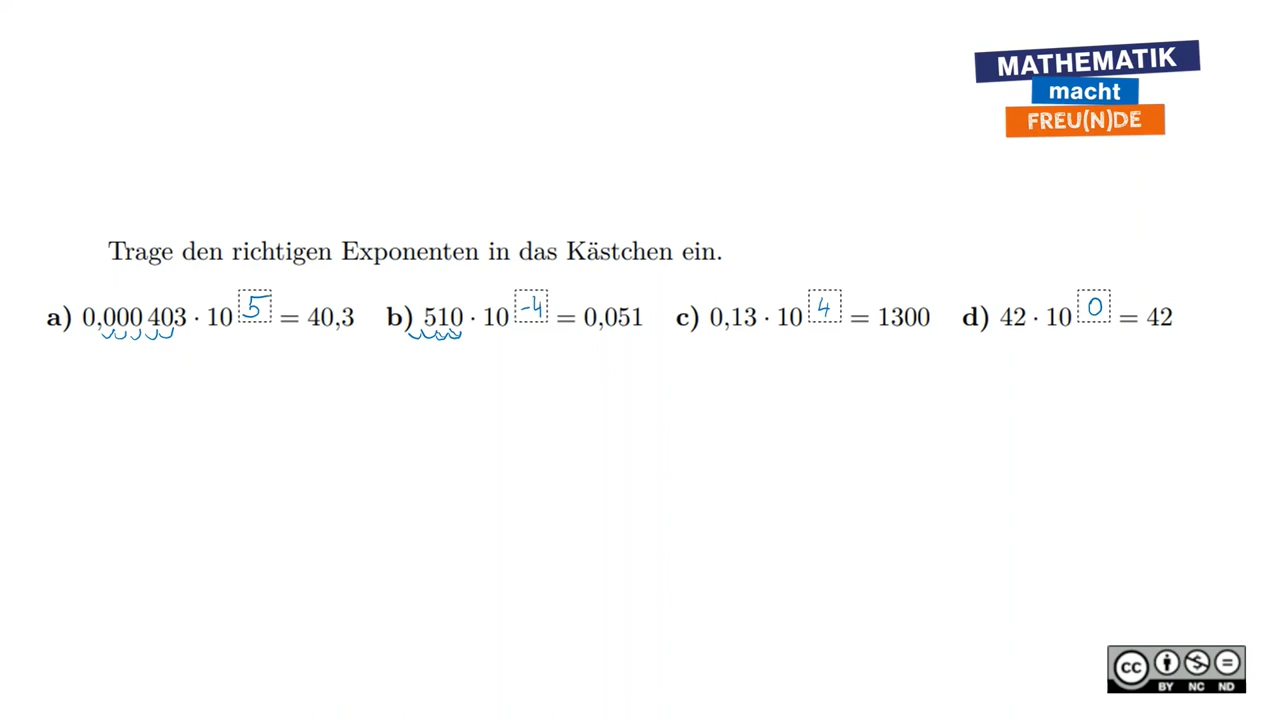 MATHEMATIK
macht
FREU(N)DE
Trage den richtigen Exponenten in das Kästchen ein.
a) 0,000 403 · 10^5 = 40,3 b) 510 · 10^-4 = 0,051 c) 0,13 · 10^4 = 1300 d) 42 · 10^0 = 42
cc
BY NC ND